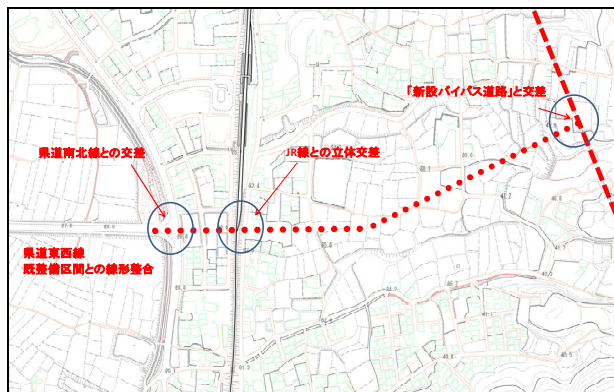 「新設バイパス道路」と交差
県道南北線との交差
JR線との立体交差
県道東西線
既整備区間との線形整合